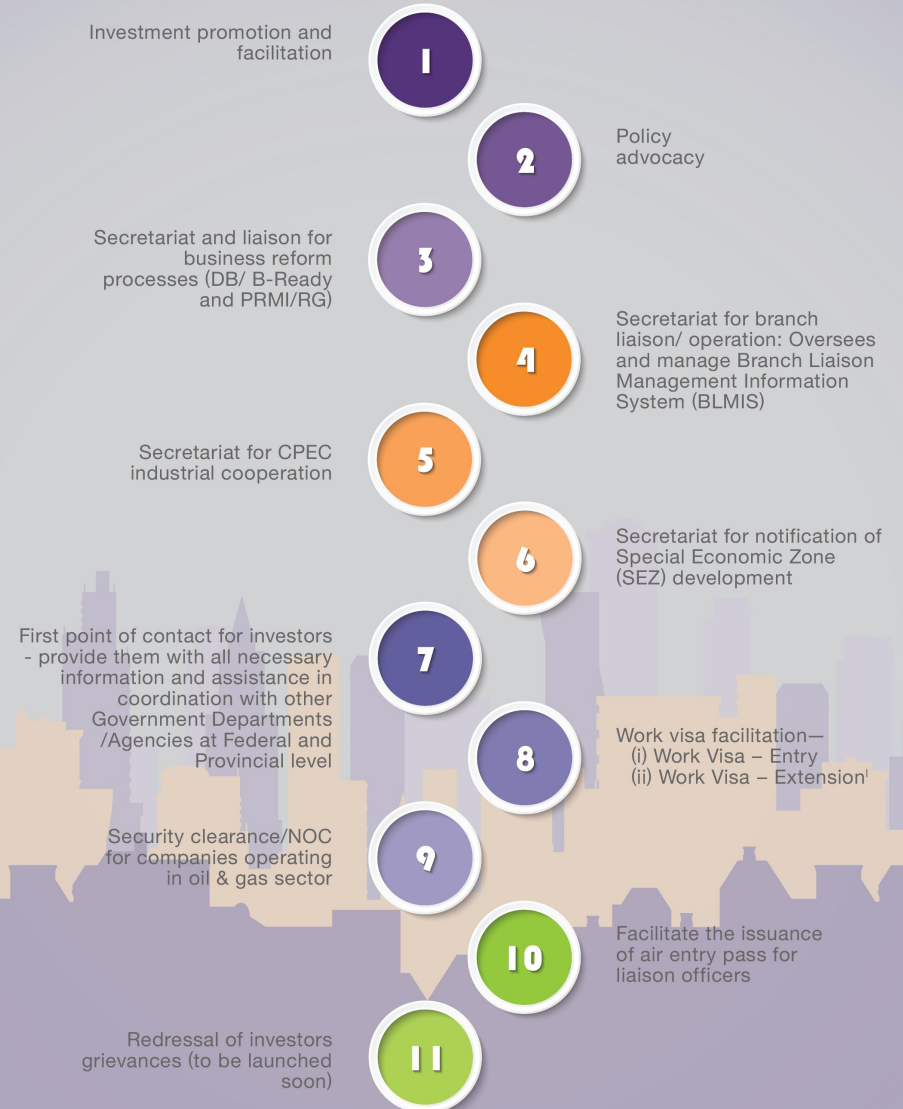 Investment promotion and
facilitation
1
2
Policy
advocacy
Secretariat and liaison for
business reform
processes (DB/ B-Ready
and PRMI/RG)
3
4
Secretariat for branch
liaison/ operation: Oversees
and manage Branch Liaison
Management Information
System (BLMIS)
Secretariat for CPEC
industrial cooperation
5
6
Secretariat for notification of
Special Economic Zone
(SEZ) development
First point of contact for investors
- provide them with all necessary
information and assistance in
coordination with other
Government Departments
/Agencies at Federal and
Provincial level
7
8
Work visa facilitation—
(i) Work Visa – Entry
(ii) Work Visa – Extension
Security clearance/NOC
for companies operating
in oil & gas sector
9
10
Facilitate the issuance
of air entry pass for
liaison officers
Redressal of investors
grievances (to be launched
soon)
11